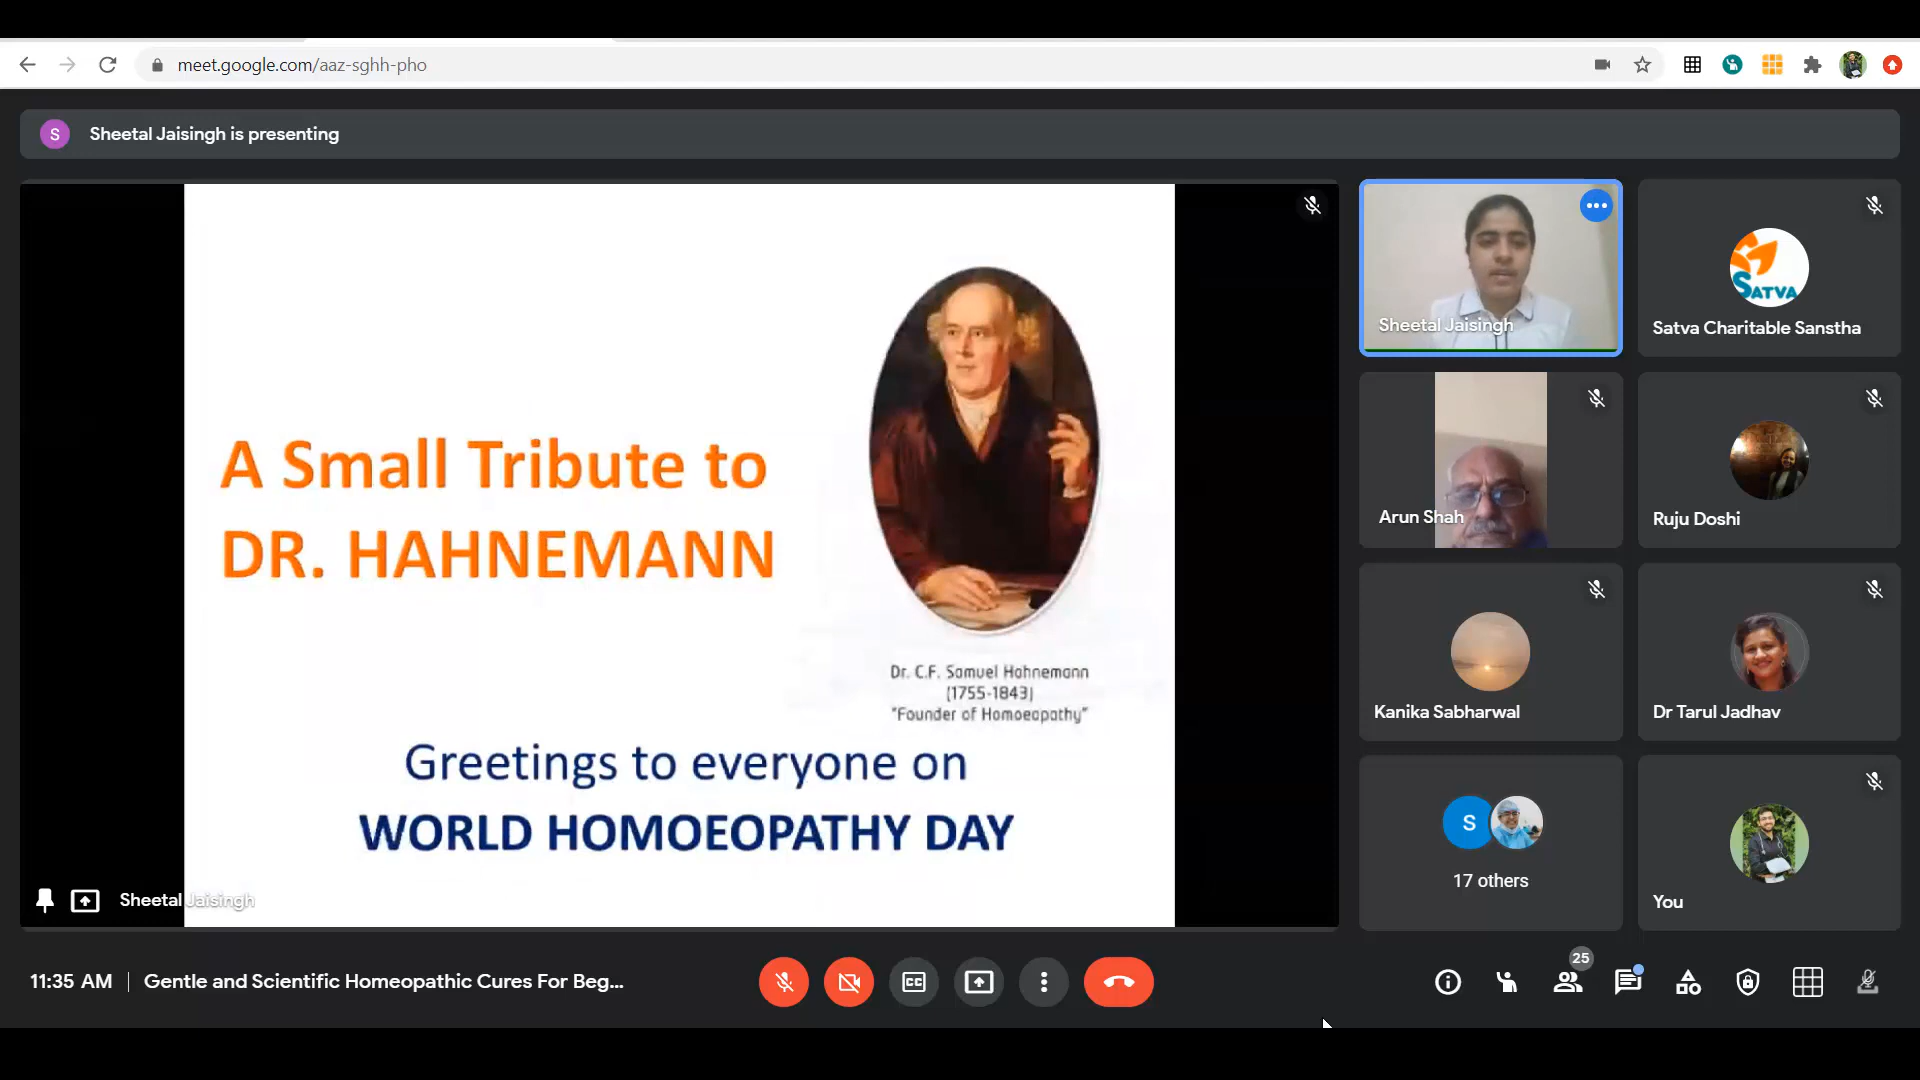 meet.google.com/aaz-sghh-pho
S
Sheetal Jaisingh is presenting
A Small Tribute to
DR. HAHNEMANN
Dr. C.F. Samuel Hahnemann
(1755-1843)
"Founder of Homoeopathy"
Greetings to everyone on
WORLD HOMOEOPATHY DAY
Sheetal Jaisingh
Sheetal Jaisingh
SATVA
Satva Charitable Sanstha
Arun Shah
Ruju Doshi
Kanika Sabharwal
Dr Tarul Jadhav
S
17 others
You
11:35 AM
Gentle and Scientific Homeopathic Cures For Beg...
CC
25